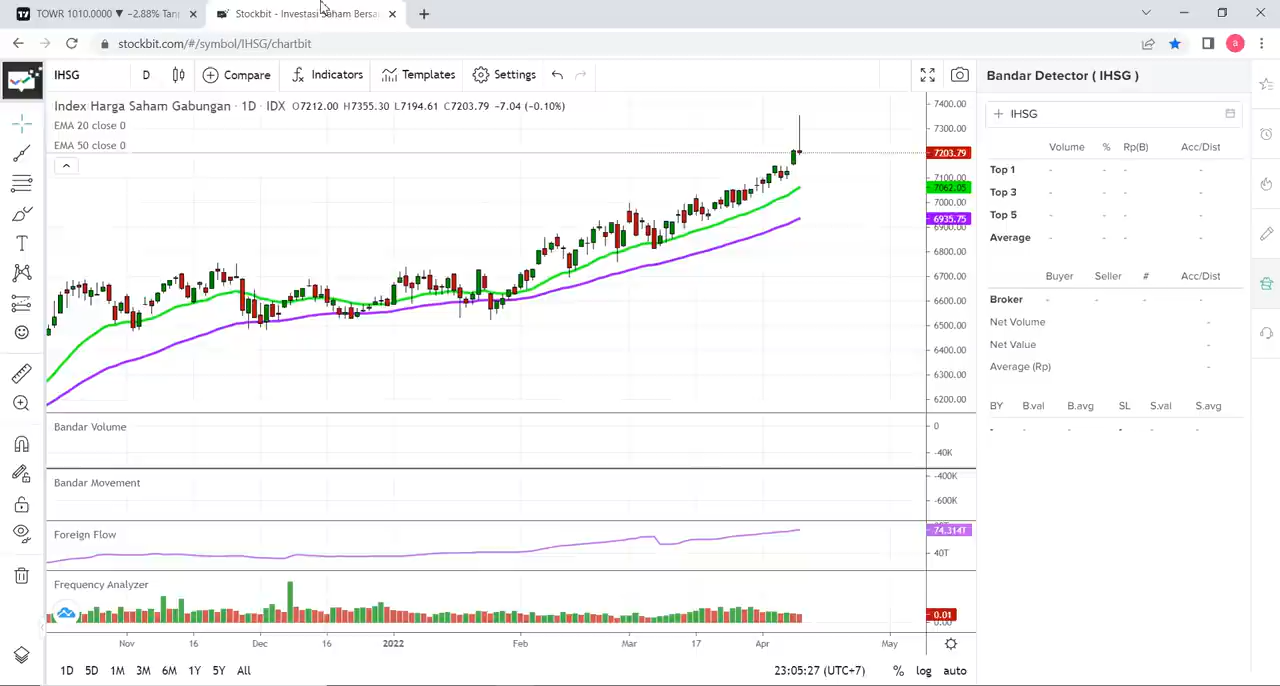 TOWR 1010.0000 ▼ −2.88% Tan
Stockbit - Investasi Saham Bersa
stockbit.com/#/symbol/IHSG/chartbit
a
IHSG D Compare Indicators Templates Settings
Index Harga Saham Gabungan · 1D · IDX O7212.00 H7355.30 L7194.61 C7203.79 −7.04 (−0.10%)
EMA 20 close 0
EMA 50 close 0
7400.00
7300.00
7203.79
7100.00
7062.05
7000.00
6935.75
6900.00
6800.00
6700.00
6600.00
6500.00
6400.00
6300.00
6200.00
Bandar Volume
0
-40K
Bandar Movement
-400K
-600K
Foreign Flow
74.314T
40T
Frequency Analyzer
0.01
0.00
Nov 16 Dec 16 2022 Feb Mar 17 Apr May
1D 5D 1M 3M 6M 1Y 5Y All
23:05:27 (UTC+7) % log auto
Bandar Detector ( IHSG )
IHSG
Volume % Rp(B) Acc/Dist
Top 1 - - - -
Top 3 - - - -
Top 5 - - - -
Average - - - -
Buyer Seller # Acc/Dist
Broker - - - -
Net Volume -
Net Value -
Average (Rp) -
BY B.val B.avg SL S.val S.avg
- - - - - -